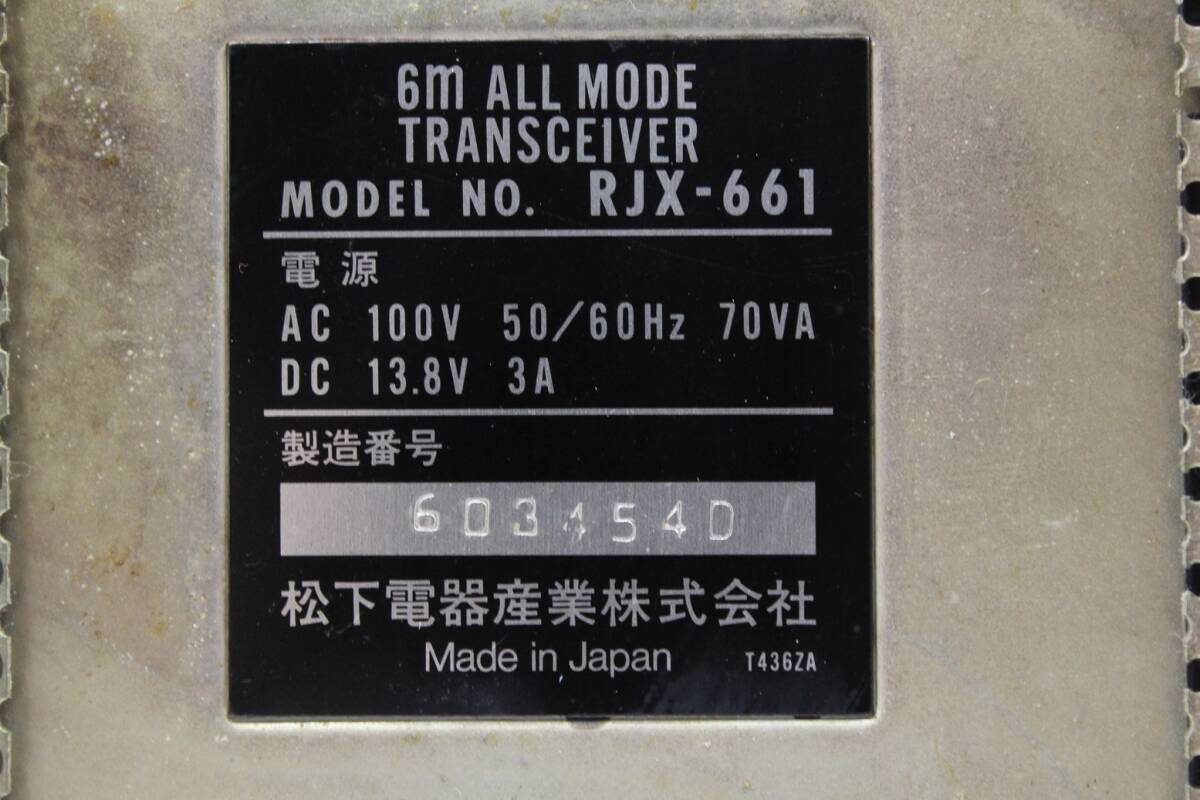 6m ALL MODE
TRANSCEIVER
MODEL NO. RJX-661
電源
AC 100V 50/60Hz 70VA
DC 13.8V 3A
製造番号
6034540
松下電器産業株式会社
Made in Japan T436ZA